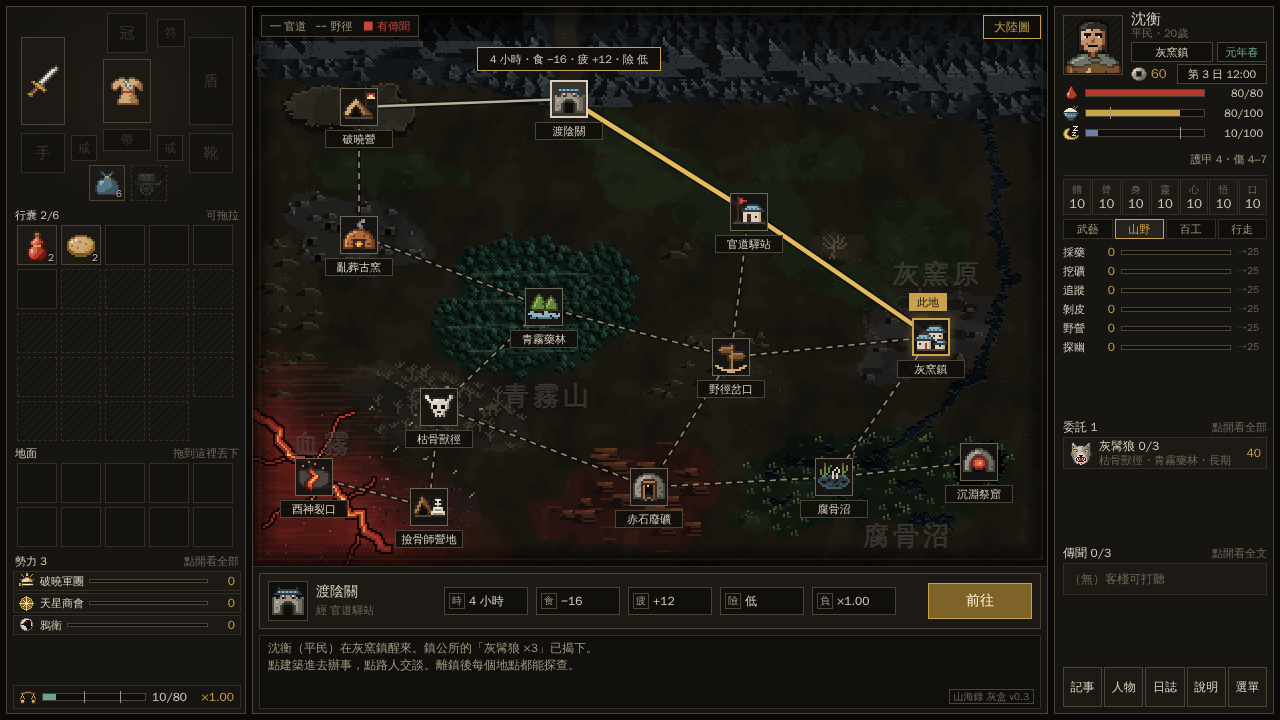 冠
符
盾
手
戒
帶
戒
靴
6
行囊 2/6
可拖拉
2
2
地面
拖到這裡丟下
勢力 3
點開看全部
破曉軍團
0
天星商會
0
鴉衛
0
10/80
×1.00
— 官道 -- 野徑 ■ 有傳聞
大陸圖
4 小時 · 食 −16 · 疲 +12 · 險 低
破曉營
渡陰關
官道驛站
亂葬古窯
灰窯原
此地
青霧藥林
灰窯鎮
野徑岔口
青霧山
枯骨獸徑
血霧
酉神裂口
撿骨師營地
赤石廢礦
腐骨沼
沉淵祭窟
腐骨沼
渡陰關
經 官道驛站
時 4 小時
食 −16
疲 +12
險 低
負 ×1.00
前往
沈衡（平民）在灰窯鎮醒來。鎮公所的「灰鬃狼 ×3」已揭下。
點建築進去辦事，點路人交談。離鎮後每個地點都能探查。
山海錄 灰盒 v0.3
沈衡
平民 · 20歲
灰窯鎮
元年春
60
第 3 日 12:00
80/80
80/100
10/100
護甲 4 · 傷 4–7
體 臂 身 靈 心 悟 口
10 10 10 10 10 10 10
武藝 山野 百工 行走
採藥 0 →25
挖礦 0 →25
追蹤 0 →25
剝皮 0 →25
野營 0 →25
探幽 0 →25
委託 1
點開看全部
灰鬃狼 0/3
枯骨獸徑 · 青霧藥林 · 長期
40
傳聞 0/3
點開看全文
（無）客棧可打聽
記事 人物 日誌 說明 選單